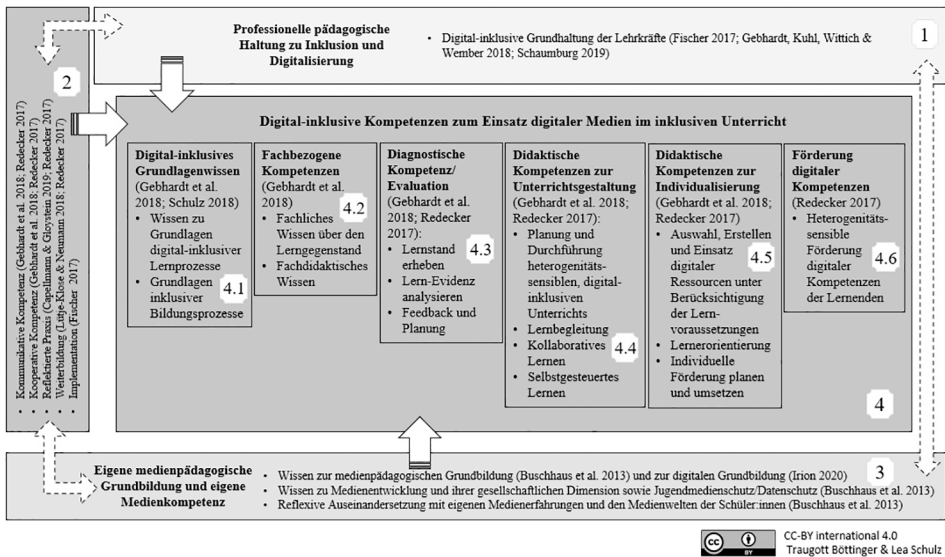 Professionelle pädagogische
Haltung zu Inklusion und
Digitalisierung
• Digital-inklusive Grundhaltung der Lehrkräfte (Fischer 2017; Gebhardt, Kuhl, Wittich &
Wember 2018; Schaumburg 2019)
1
2
• Kommunikative Kompetenz (Gebhardt et al. 2018; Redecker 2017)
• Kooperative Kompetenz (Gebhardt et al. 2018; Redecker 2017)
• Reflektierte Praxis (Capellmann & Gloystein 2019; Redecker 2017)
• Weiterbildung (Lütje-Klose & Neumann 2018; Redecker 2017)
• Implementation (Fischer 2017)
Digital-inklusive Kompetenzen zum Einsatz digitaler Medien im inklusiven Unterricht
Digital-inklusives
Grundlagenwissen
(Gebhardt et al.
2018; Schulz 2018)
• Wissen zu
Grundlagen
digital-inklusiver
Lernprozesse
• Grundlagen
inklusiver
Bildungsprozesse
4.1
Fachbezogene
Kompetenzen
(Gebhardt et al.
2018)
• Fachliches
Wissen über den
Lerngegenstand
• Fachdidaktisches
Wissen
4.2
Diagnostische
Kompetenz/
Evaluation
(Gebhardt et al.
2018; Redecker
2017):
• Lernstand
erheben
• Lern-Evidenz
analysieren
• Feedback und
Planung
4.3
Didaktische
Kompetenzen zur
Unterrichtsgestaltung
(Gebhardt et al. 2018;
Redecker 2017):
• Planung und
Durchführung
heterogenitäts-
sensiblen, digital-
inklusiven
Unterrichts
• Lernbegleitung
• Kollaboratives
Lernen
• Selbstgesteuertes
Lernen
4.4
Didaktische
Kompetenzen zur
Individualisierung
(Gebhardt et al. 2018;
Redecker 2017)
• Auswahl, Erstellen
und Einsatz
digitaler
Ressourcen unter
Berücksichtigung
der Lern-
voraussetzungen
• Lernerorientierung
• Individuelle
Förderung planen
und umsetzen
4.5
Förderung
digitaler
Kompetenzen
(Redecker 2017)
• Heterogenitäts-
sensible
Förderung
digitaler
Kompetenzen
der Lernenden
4.6
4
Eigene medienpädagogische
Grundbildung und eigene
Medienkompetenz
• Wissen zur medienpädagogischen Grundbildung (Buschhaus et al. 2013) und zur digitalen Grundbildung (Irion 2020)
• Wissen zu Medienentwicklung und ihrer gesellschaftlichen Dimension sowie Jugendmedienschutz/Datenschutz (Buschhaus et al. 2013)
• Reflexive Auseinandersetzung mit eigenen Medienerfahrungen und den Medienwelten der Schüler:innen (Buschhaus et al. 2013)
3
cc
BY
CC-BY international 4.0
Traugott Böttinger & Lea Schulz